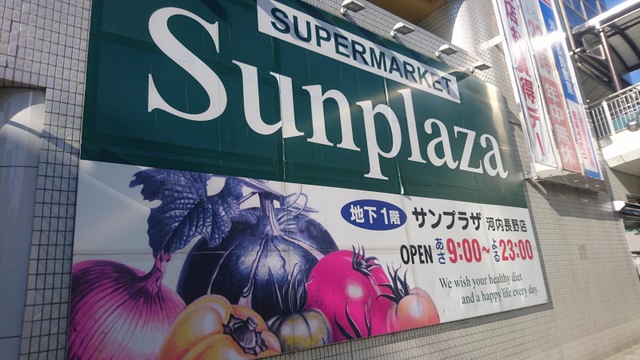 SUPERMARKET
Sunplaza
地下1階
サンプラザ 河内長野店
OPEN あさ9:00～よる23:00
We wish your healthy diet
and a happy life every day.